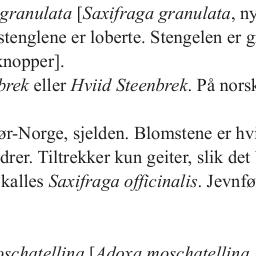 granulata [Saxifraga granulata, ny
stenglene er loberte. Stengelen er g
knopper].
brek eller Hviid Steenbrek. På norsk
ør-Norge, sjelden. Blomstene er hvi
drer. Tiltrekker kun geiter, slik det
kalles Saxifraga officinalis. Jevnfø
oschatellina [Adoxa moschatellina